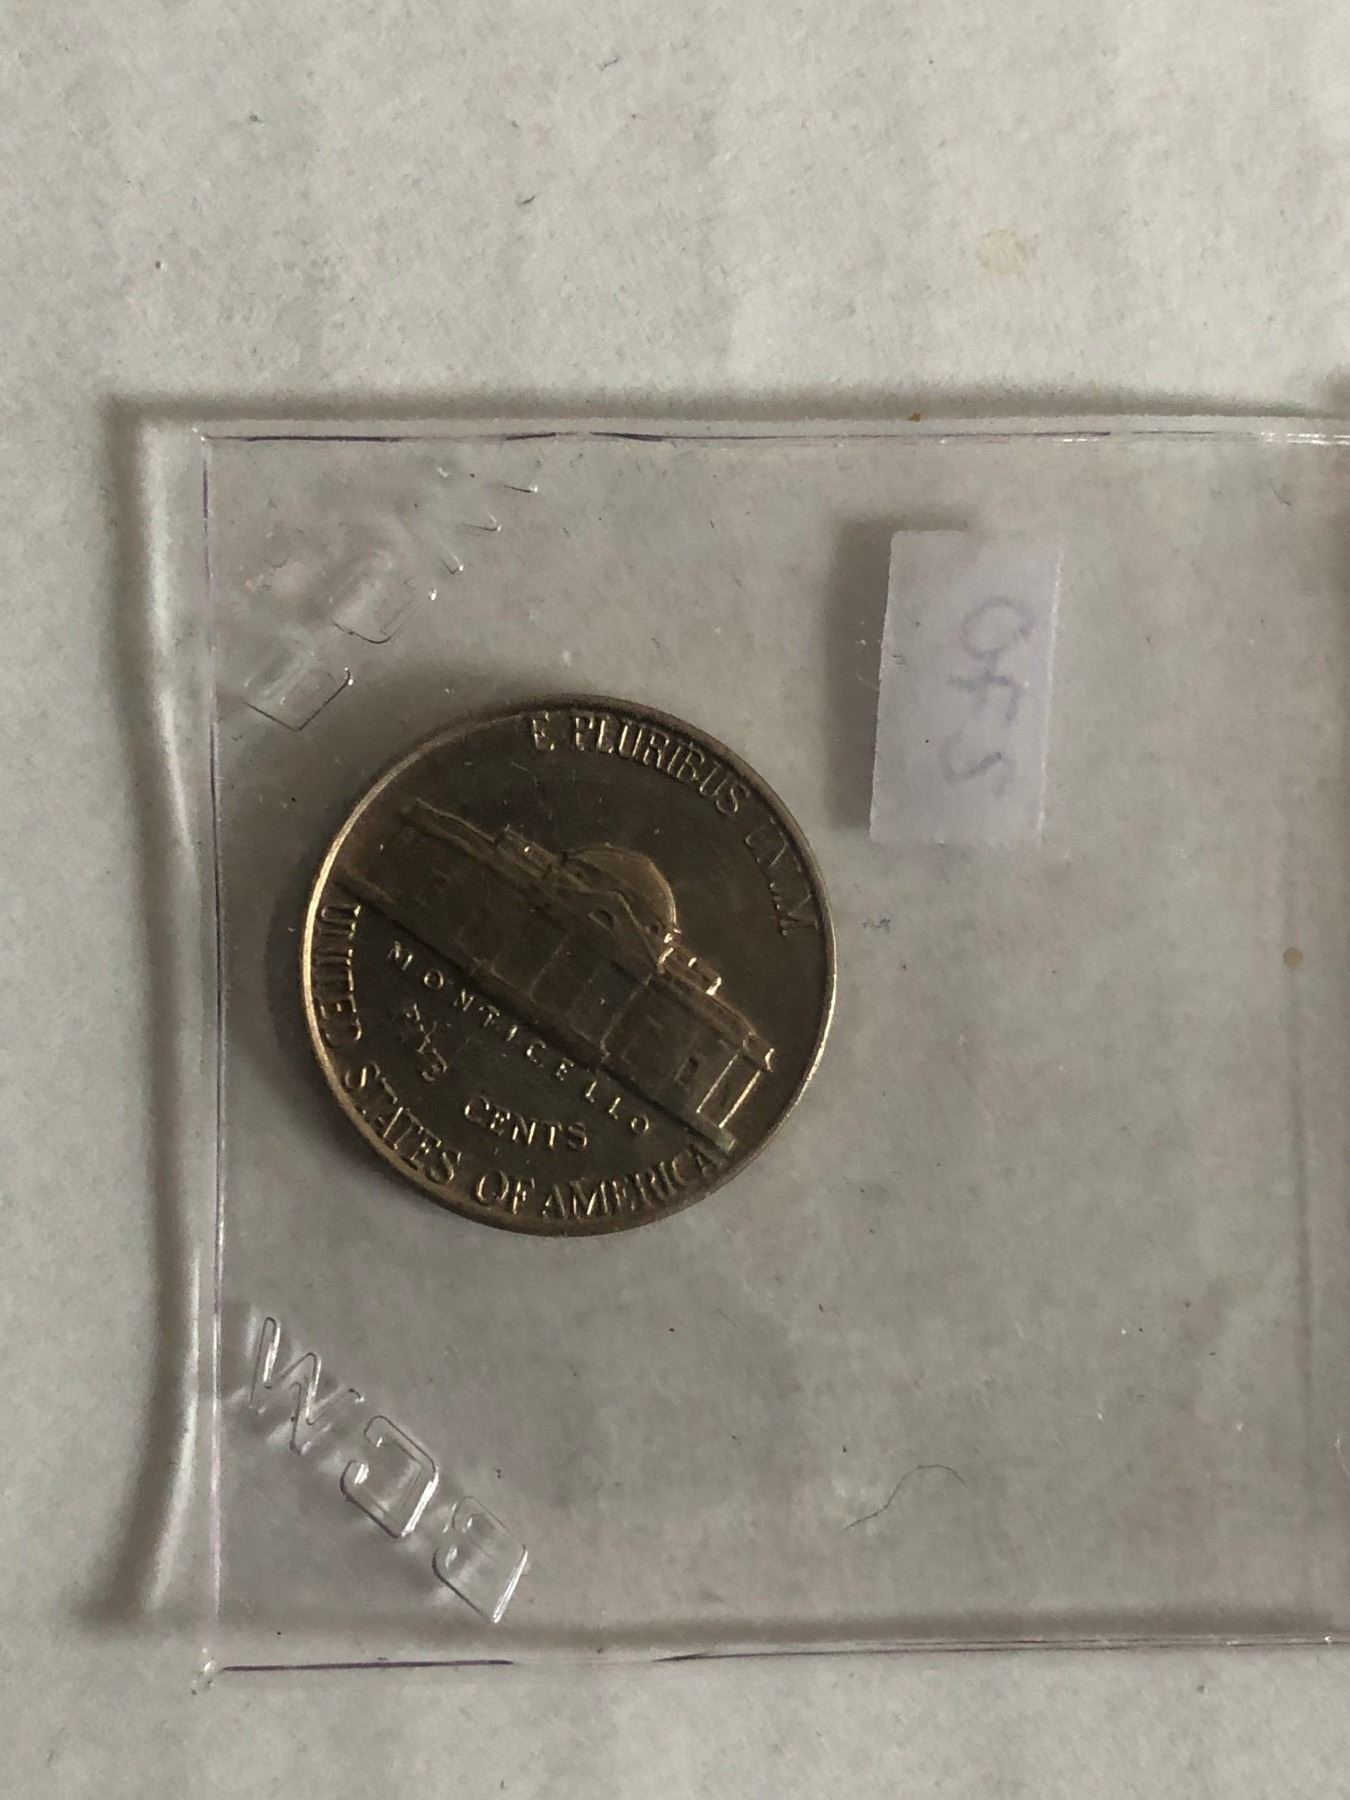 E PLURIBUS UNUM
MONTICELLO
FIVE CENTS
UNITED STATES OF AMERICA
BCW